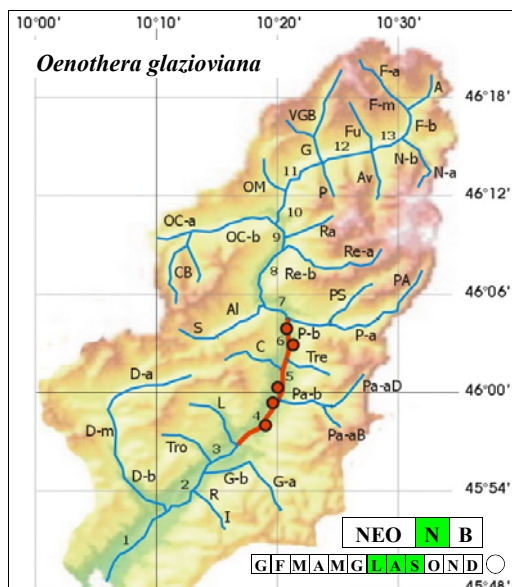 10°00' 10°10' 10°20' 10°30'
Oenothera glazioviana
F-a
A
46°18'
VGB F-m
Fu F-b
G 12 13
11 N-b
OM P Av N-a
46°12'
10
OC-a
Ra
OC-b 9
Re-a
8 Re-b
CB PA
PS
46°06'
7
Al
S P-b P-a
6
C Tre
D-a 5
46°00'
Pa-b Pa-aD
L
D-m 4
Pa-aB
Tro 3
D-b G-b G-a
2
R 45°54'
I
1
NEO N B
G F M A M G L A S O N D
45°48'